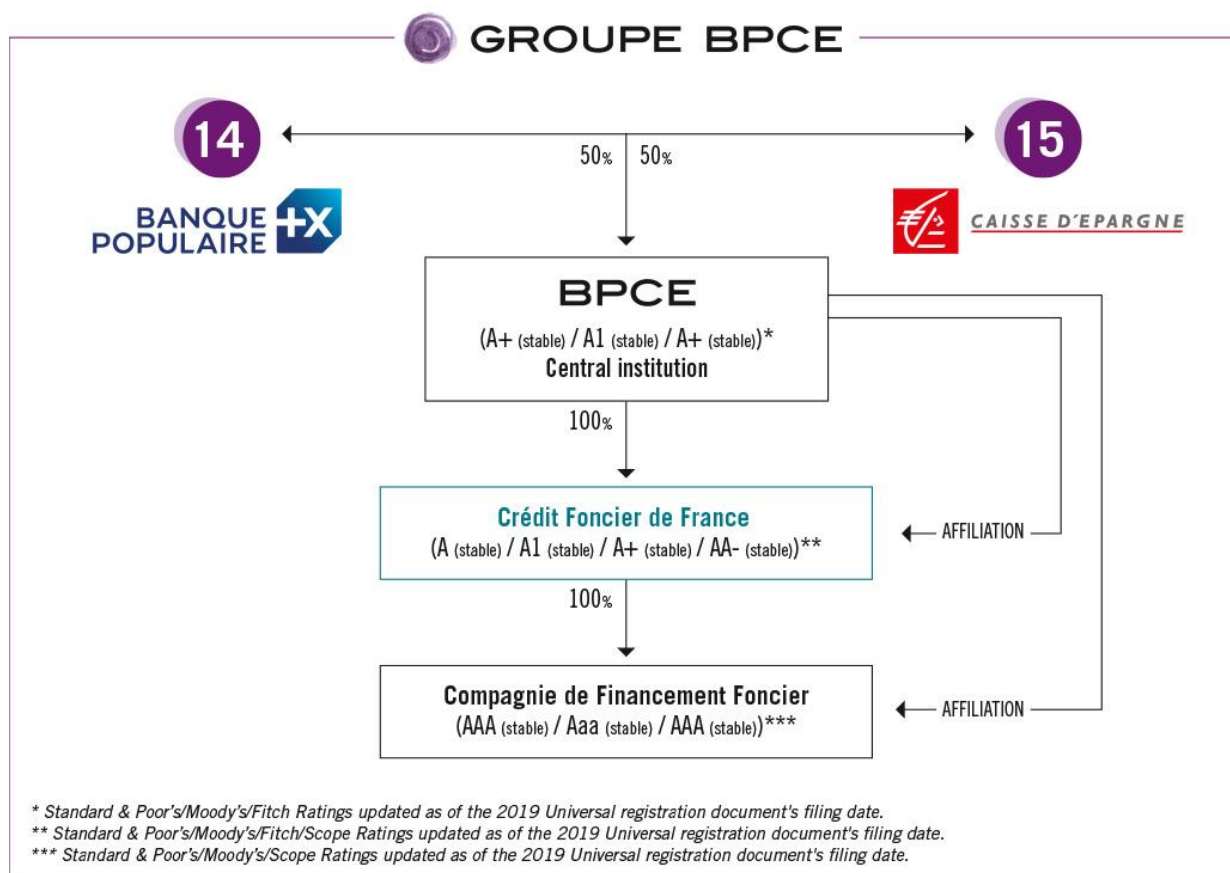 GROUPE BPCE
14
15
50% 50%
BANQUE
POPULAIRE
+X
CAISSE D'EPARGNE
BPCE
(A+ (stable) / A1 (stable) / A+ (stable))*
Central institution
100%
Crédit Foncier de France
(A (stable) / A1 (stable) / A+ (stable) / AA- (stable))**
AFFILIATION
100%
Compagnie de Financement Foncier
(AAA (stable) / Aaa (stable) / AAA (stable))***
AFFILIATION
* Standard & Poor's/Moody's/Fitch Ratings updated as of the 2019 Universal registration document's filing date.
** Standard & Poor's/Moody's/Fitch/Scope Ratings updated as of the 2019 Universal registration document's filing date.
*** Standard & Poor's/Moody's/Scope Ratings updated as of the 2019 Universal registration document's filing date.